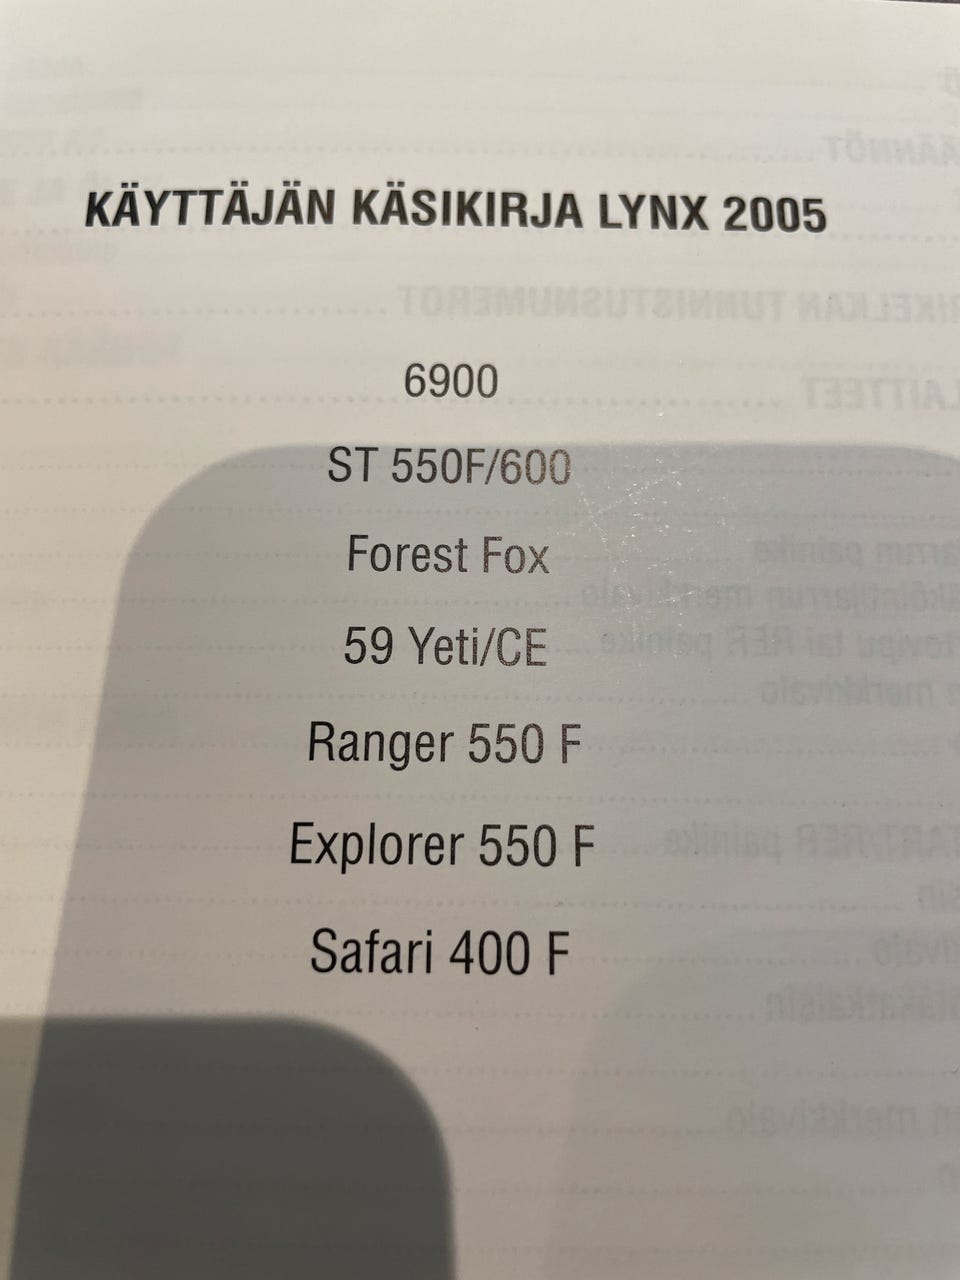 KÄYTTÄJÄN KÄSIKIRJA LYNX 2005
6900
ST 550F/600
Forest Fox
59 Yeti/CE
Ranger 550 F
Explorer 550 F
Safari 400 F